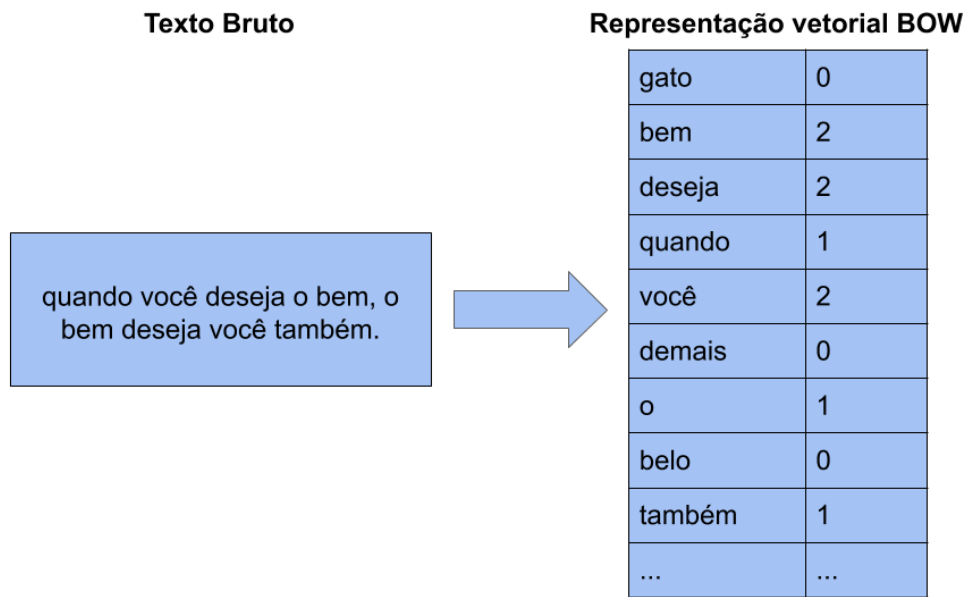 Texto Bruto
Representação vetorial BOW
quando você deseja o bem, o
bem deseja você também.
gato 0
bem 2
deseja 2
quando 1
você 2
demais 0
o 1
belo 0
também 1
... ...